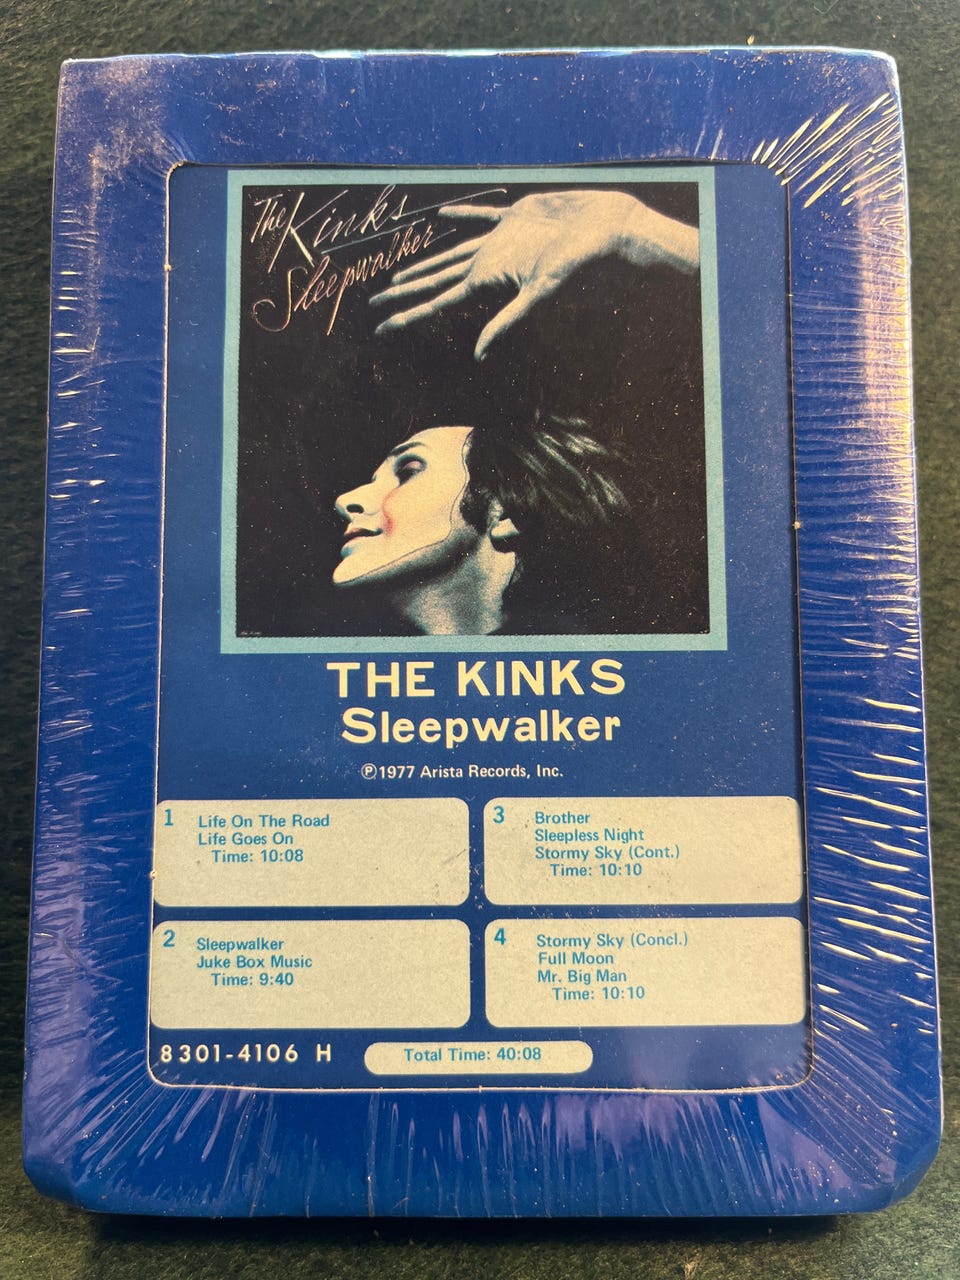 The Kinks
Sleepwalker
THE KINKS
Sleepwalker
Ⓟ1977 Arista Records, Inc.
1 Life On The Road
Life Goes On
Time: 10:08
2 Sleepwalker
Juke Box Music
Time: 9:40
3 Brother
Sleepless Night
Stormy Sky (Cont.)
Time: 10:10
4 Stormy Sky (Concl.)
Full Moon
Mr. Big Man
Time: 10:10
8301-4106 H
Total Time: 40:08